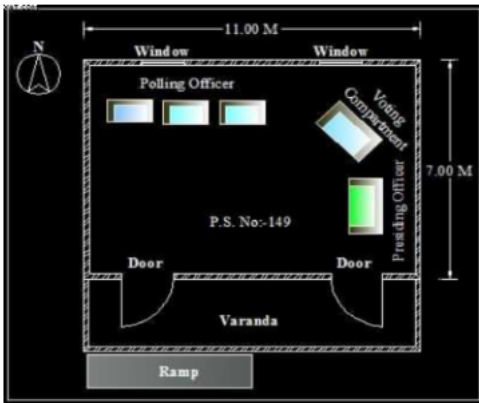 11.00 M
N
Window
Window
Polling Officer
Voting
Compartment
7.00 M
Presiding Officer
P.S. No:-149
Door
Door
Varanda
Ramp